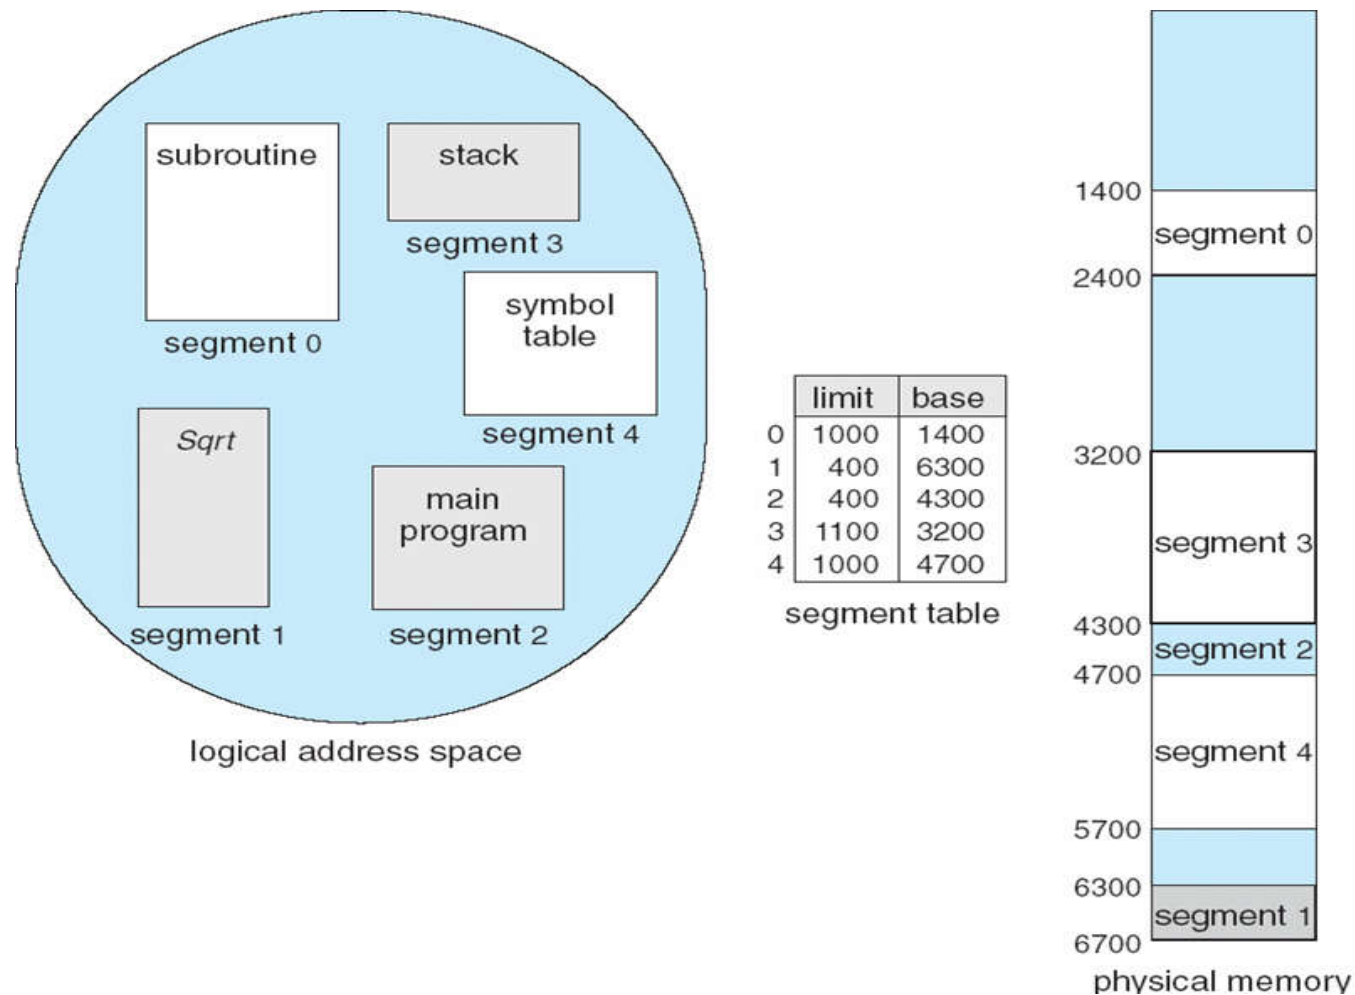 subroutine
segment 0
stack
segment 3
symbol
table
segment 4
Sqrt
segment 1
main
program
segment 2
logical address space
limit base
0 1000 1400
1 400 6300
2 400 4300
3 1100 3200
4 1000 4700
segment table
1400
segment 0
2400
3200
segment 3
4300
segment 2
4700
segment 4
5700
6300
segment 1
6700
physical memory